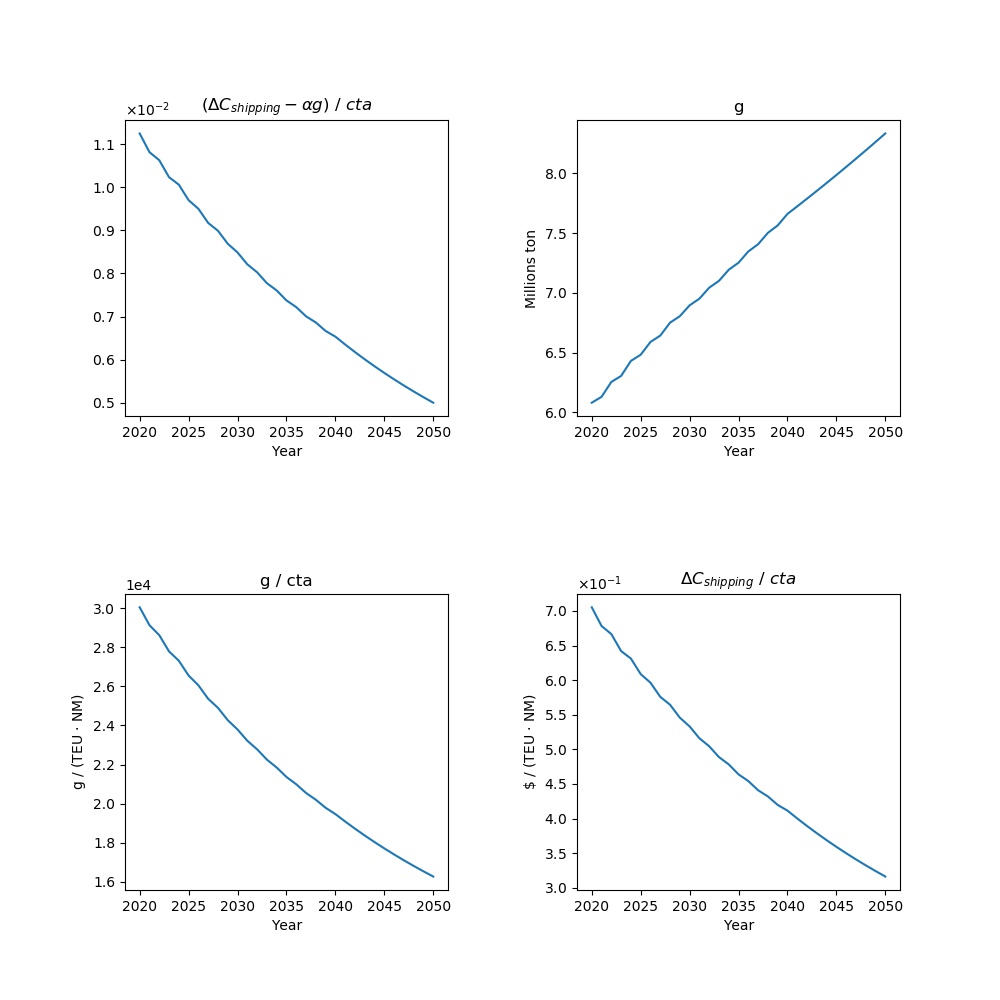 ×10⁻²
(ΔC_shipping − αg) / cta
1.1
1.0
0.9
0.8
0.7
0.6
0.5
2020 2025 2030 2035 2040 2045 2050
Year
g
Millions ton
8.0
7.5
7.0
6.5
6.0
2020 2025 2030 2035 2040 2045 2050
Year
1e4
g / cta
g / (TEU · NM)
3.0
2.8
2.6
2.4
2.2
2.0
1.8
1.6
2020 2025 2030 2035 2040 2045 2050
Year
×10⁻¹
ΔC_shipping / cta
$ / (TEU · NM)
7.0
6.5
6.0
5.5
5.0
4.5
4.0
3.5
3.0
2020 2025 2030 2035 2040 2045 2050
Year